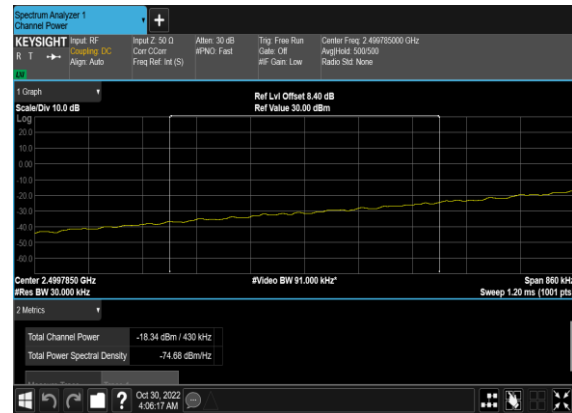 Spectrum Analyzer 1
Channel Power
+
KEYSIGHT Input: RF Input Z: 50 Ω Atten: 30 dB Trig: Free Run Center Freq: 2.499785000 GHz
R T Coupling: DC Corr CCorr #PNO: Fast Gate: Off Avg|Hold: 500/500
Align: Auto Freq Ref: Int (S) #IF Gain: Low Radio Std: None
1 Graph
Ref Lvl Offset 8.40 dB
Scale/Div 10.0 dB Ref Value 30.00 dBm
Log
20.0
10.0
0.00
-10.0
-20.0
-30.0
-40.0
-50.0
-60.0
Center 2.4997850 GHz #Video BW 91.000 kHz* Span 860 kHz
#Res BW 30.000 kHz Sweep 1.20 ms (1001 pts
2 Metrics
Total Channel Power -18.34 dBm / 430 kHz
Total Power Spectral Density -74.68 dBm/Hz
?
Oct 30, 2022
4:06:17 AM